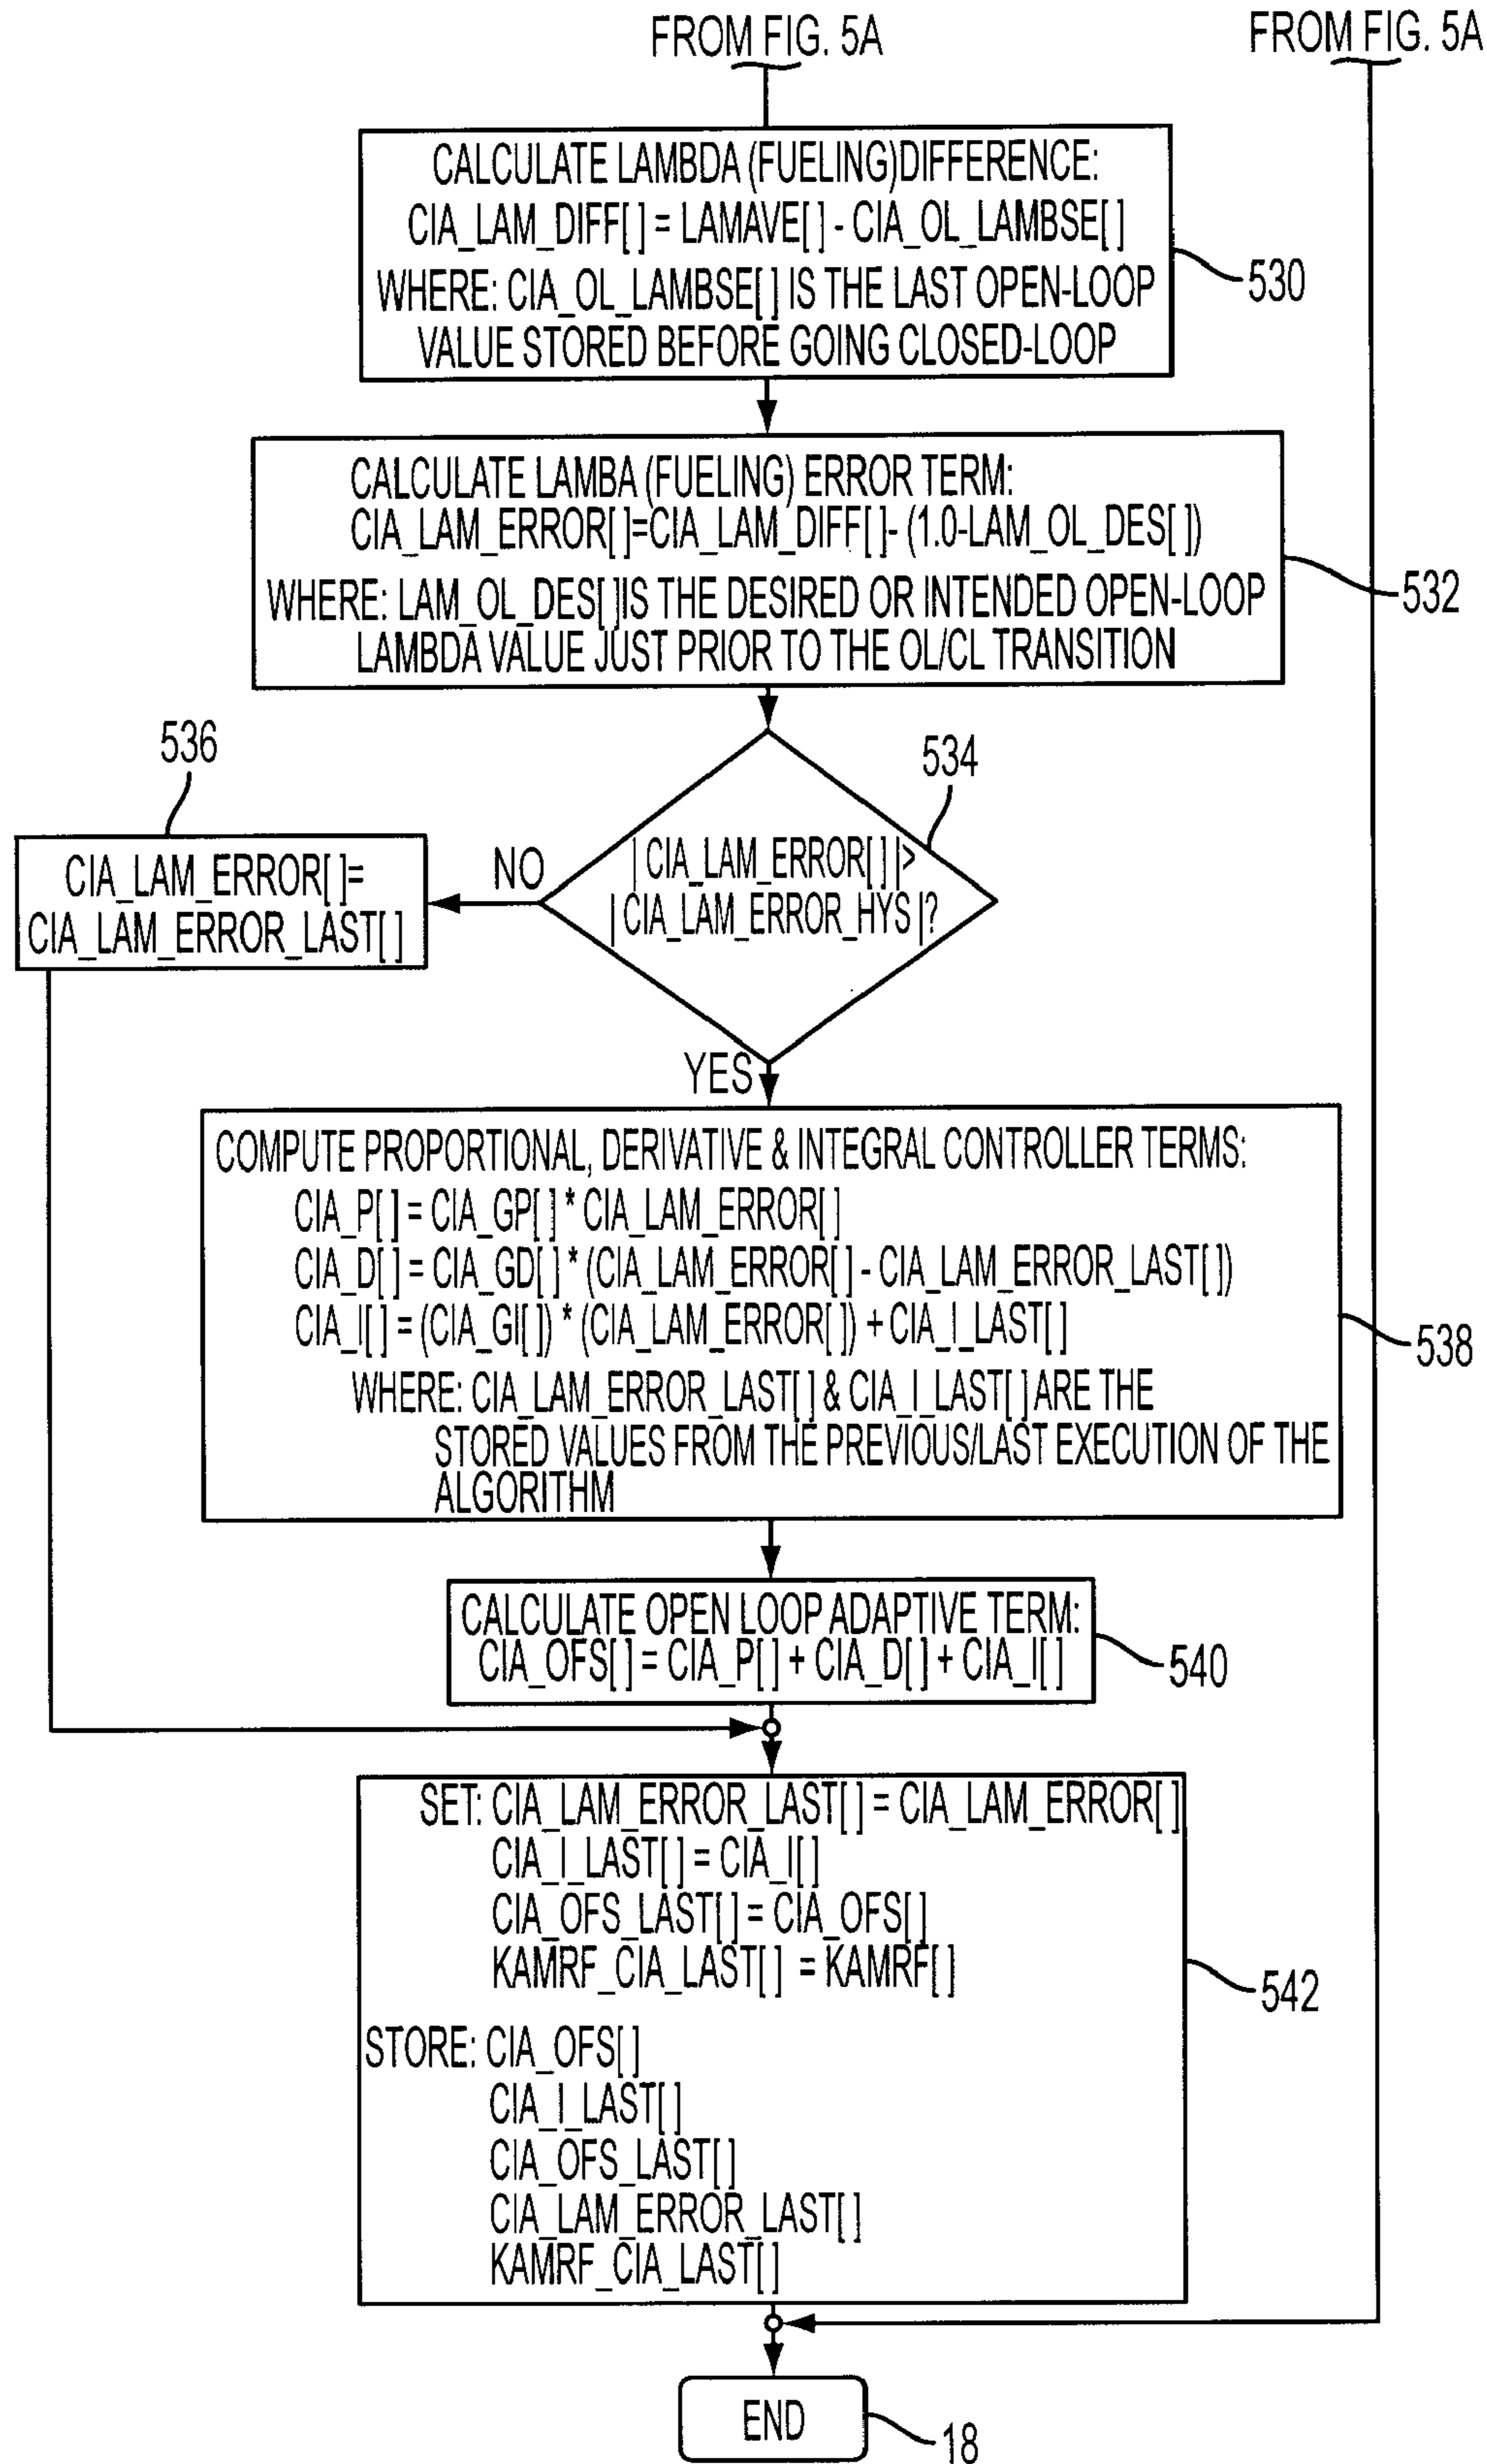 FROM FIG. 5A
FROM FIG. 5A
CALCULATE LAMBDA (FUELING)DIFFERENCE:
CIA_LAM_DIFF[ ] = LAMAVE[ ] - CIA_OL_LAMBSE[ ]
WHERE: CIA_OL_LAMBSE[ ] IS THE LAST OPEN-LOOP
VALUE STORED BEFORE GOING CLOSED-LOOP
530
CALCULATE LAMBA (FUELING) ERROR TERM:
CIA_LAM_ERROR[ ]=CIA_LAM_DIFF[ ]- (1.0-LAM_OL_DES[ ])
WHERE: LAM_OL_DES[ ]IS THE DESIRED OR INTENDED OPEN-LOOP
LAMBDA VALUE JUST PRIOR TO THE OL/CL TRANSITION
532
536
534
CIA_LAM_ERROR[ ]=
CIA_LAM_ERROR_LAST[ ]
NO
| CIA_LAM_ERROR[ ] |>
| CIA_LAM_ERROR_HYS |?
YES
COMPUTE PROPORTIONAL, DERIVATIVE & INTEGRAL CONTROLLER TERMS:
CIA_P[ ] = CIA_GP[ ] * CIA_LAM_ERROR[ ]
CIA_D[ ] = CIA_GD[ ] * (CIA_LAM_ERROR[ ] - CIA_LAM_ERROR_LAST[ ])
CIA_I[ ] = (CIA_GI[ ]) * (CIA_LAM_ERROR[ ]) + CIA_I_LAST[ ]
WHERE: CIA_LAM_ERROR_LAST[ ] & CIA_I_LAST[ ] ARE THE
STORED VALUES FROM THE PREVIOUS/LAST EXECUTION OF THE
ALGORITHM
538
CALCULATE OPEN LOOP ADAPTIVE TERM:
CIA_OFS[ ] = CIA_P[ ] + CIA_D[ ] + CIA_I[ ]
540
SET: CIA_LAM_ERROR_LAST[ ] = CIA_LAM_ERROR[ ]
CIA_I_LAST[ ] = CIA_I[ ]
CIA_OFS_LAST[ ] = CIA_OFS[ ]
KAMRF_CIA_LAST[ ] = KAMRF[ ]
542
STORE: CIA_OFS[ ]
CIA_I_LAST[ ]
CIA_OFS_LAST[ ]
CIA_LAM_ERROR_LAST[ ]
KAMRF_CIA_LAST[ ]
END
18